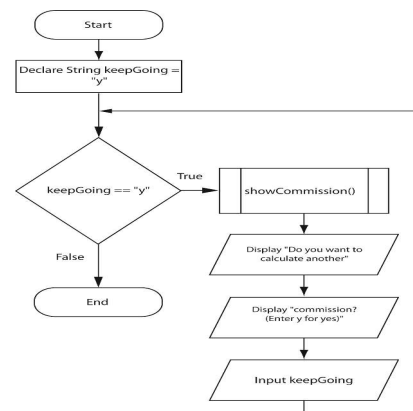 Start
Declare String keepGoing =
"y"
keepGoing == "y"
True
showCommission()
False
Display "Do you want to
calculate another"
End
Display "commission?
(Enter y for yes)"
Input keepGoing